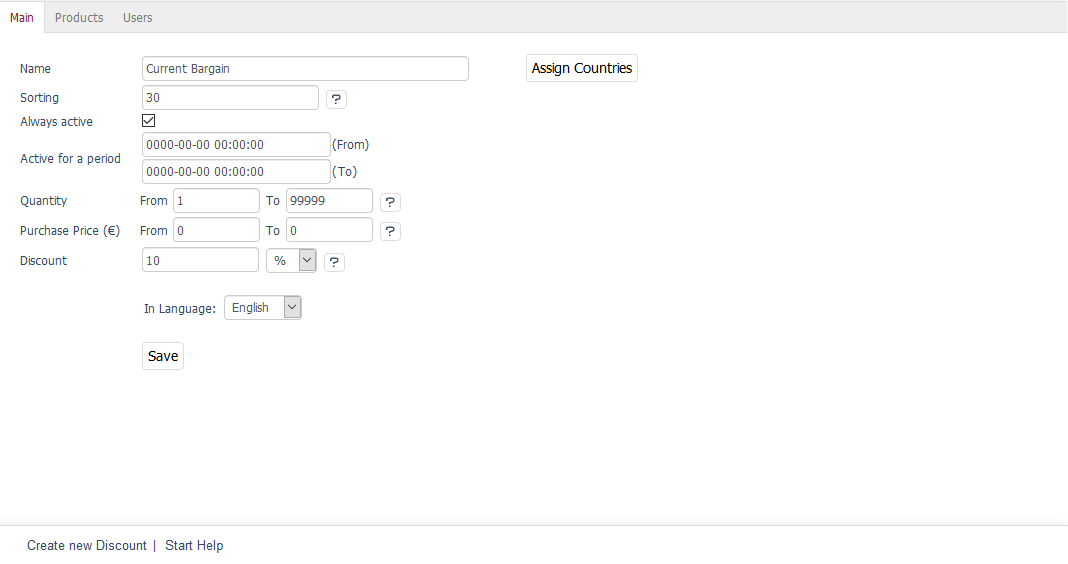 Main Products Users
Name Current Bargain Assign Countries
Sorting 30 ?
Always active
Active for a period 0000-00-00 00:00:00 (From)
0000-00-00 00:00:00 (To)
Quantity From 1 To 99999 ?
Purchase Price (€) From 0 To 0 ?
Discount 10 % ?
In Language: English
Save
Create new Discount | Start Help